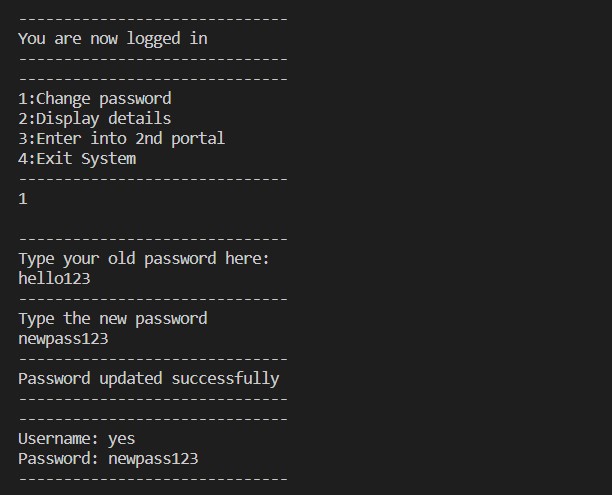 ------------------------------
You are now logged in
------------------------------
------------------------------
1:Change password
2:Display details
3:Enter into 2nd portal
4:Exit System
------------------------------
1
------------------------------
Type your old password here:
hello123
------------------------------
Type the new password
newpass123
------------------------------
Password updated successfully
------------------------------
------------------------------
Username: yes
Password: newpass123
------------------------------